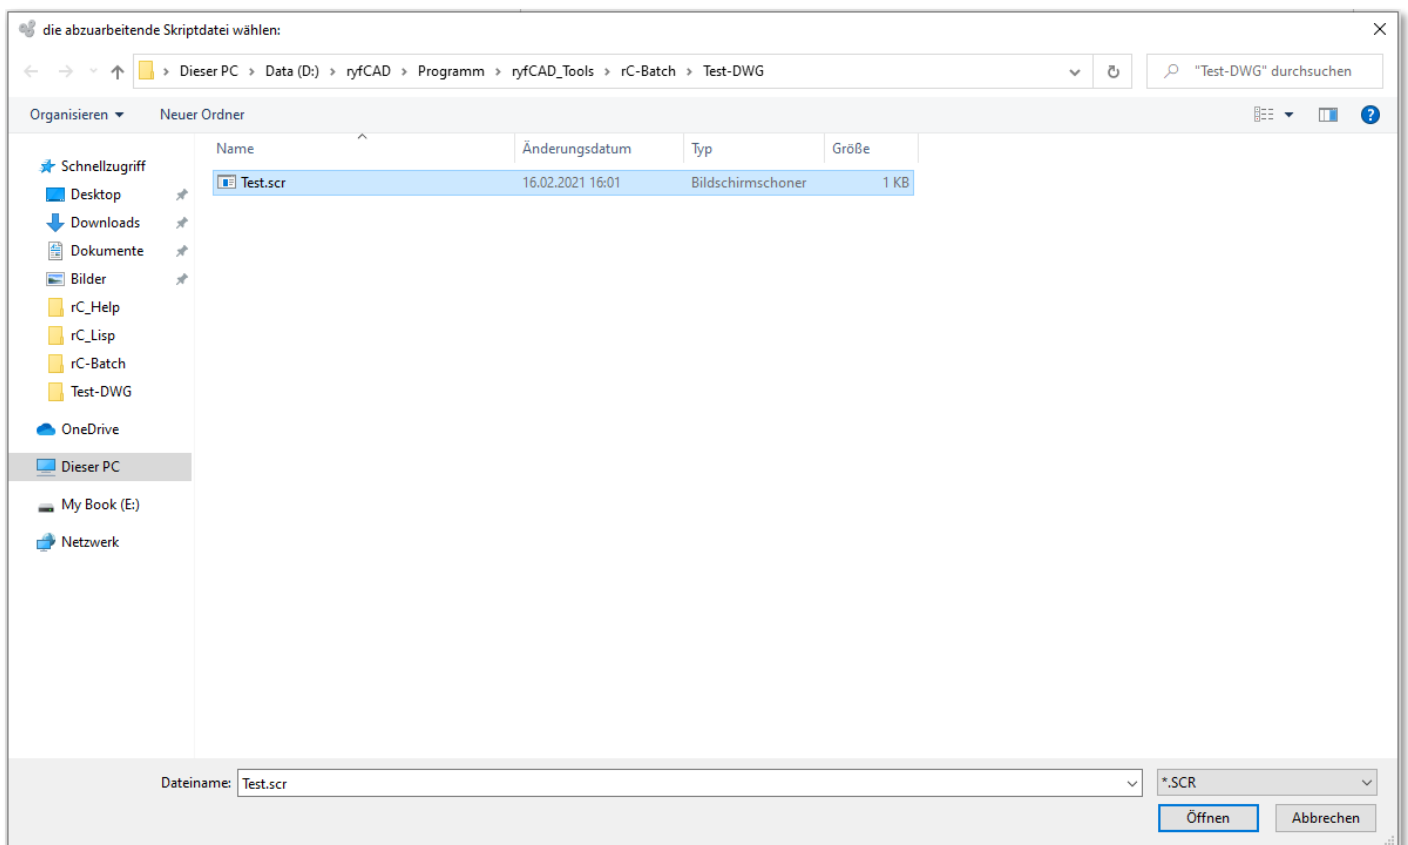 die abzuarbeitende Skriptdatei wählen:
Dieser PC > Data (D:) > ryfCAD > Programm > ryfCAD_Tools > rC-Batch > Test-DWG
"Test-DWG" durchsuchen
Organisieren
Neuer Ordner
Name
Änderungsdatum
Typ
Größe
Test.scr
16.02.2021 16:01
Bildschirmschoner
1 KB
Schnellzugriff
Desktop
Downloads
Dokumente
Bilder
rC_Help
rC_Lisp
rC-Batch
Test-DWG
OneDrive
Dieser PC
My Book (E:)
Netzwerk
Dateiname:
Test.scr
*.SCR
Öffnen
Abbrechen